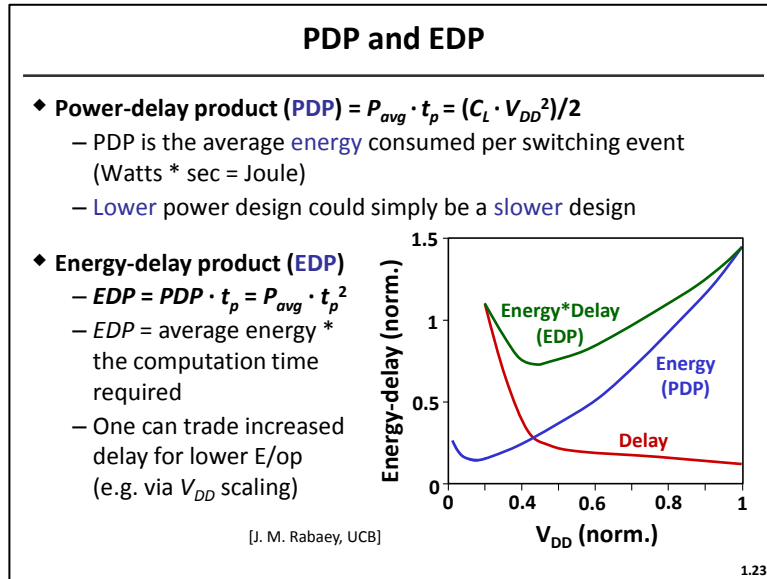 PDP and EDP
◆ Power-delay product (PDP) = P_avg · t_p = (C_L · V_DD²)/2
– PDP is the average energy consumed per switching event
(Watts * sec = Joule)
– Lower power design could simply be a slower design
◆ Energy-delay product (EDP)
– EDP = PDP · t_p = P_avg · t_p²
– EDP = average energy *
the computation time
required
– One can trade increased
delay for lower E/op
(e.g. via V_DD scaling)
[J. M. Rabaey, UCB]
Energy-delay (norm.)
1.5
1
0.5
0
Energy*Delay
(EDP)
Energy
(PDP)
Delay
0 0.4 0.6 0.8 1
V_DD (norm.)
1.23